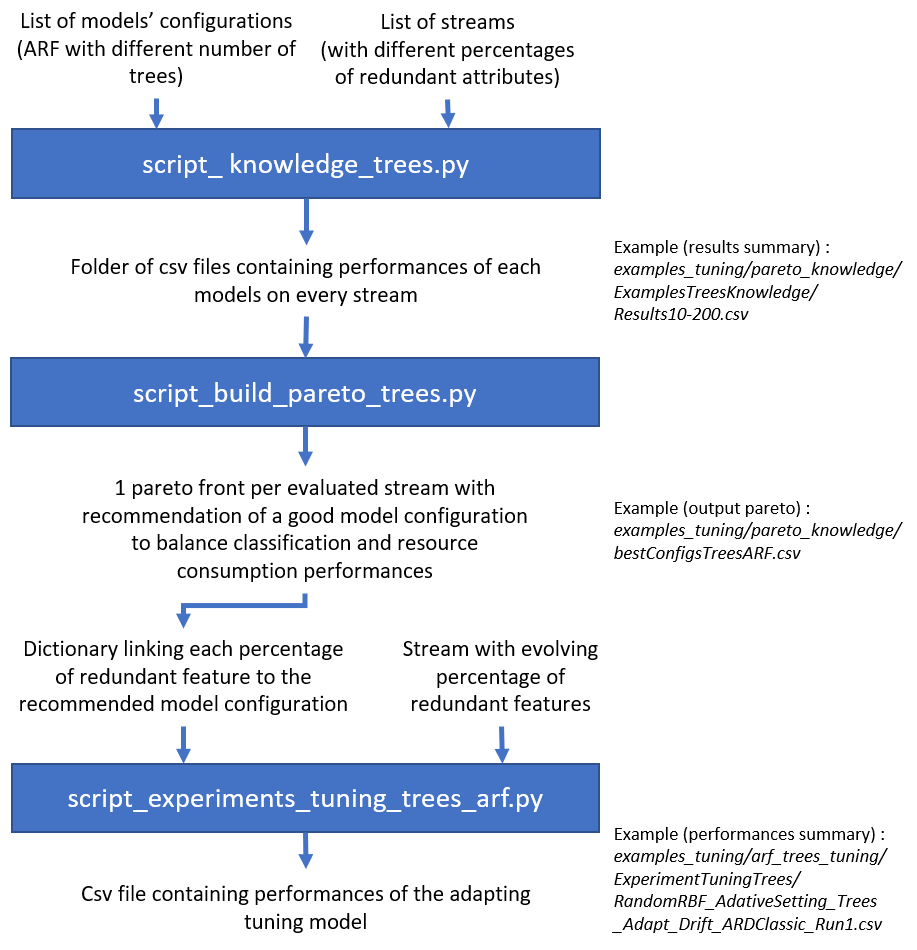 List of models' configurations
(ARF with different number of
trees)
List of streams
(with different percentages
of redundant attributes)
script_ knowledge_trees.py
Folder of csv files containing performances of each
models on every stream
Example (results summary) :
examples_tuning/pareto_knowledge/
ExamplesTreesKnowledge/
Results10-200.csv
script_build_pareto_trees.py
1 pareto front per evaluated stream with
recommendation of a good model configuration
to balance classification and resource
consumption performances
Example (output pareto) :
examples_tuning/pareto_knowledge/
bestConfigsTreesARF.csv
Dictionary linking each percentage
of redundant feature to the
recommended model configuration
Stream with evolving
percentage of
redundant features
script_experiments_tuning_trees_arf.py
Csv file containing performances of the adapting
tuning model
Example (performances summary) :
examples_tuning/arf_trees_tuning/
ExperimentTuningTrees/
RandomRBF_AdativeSetting_Trees
_Adapt_Drift_ARDClassic_Run1.csv